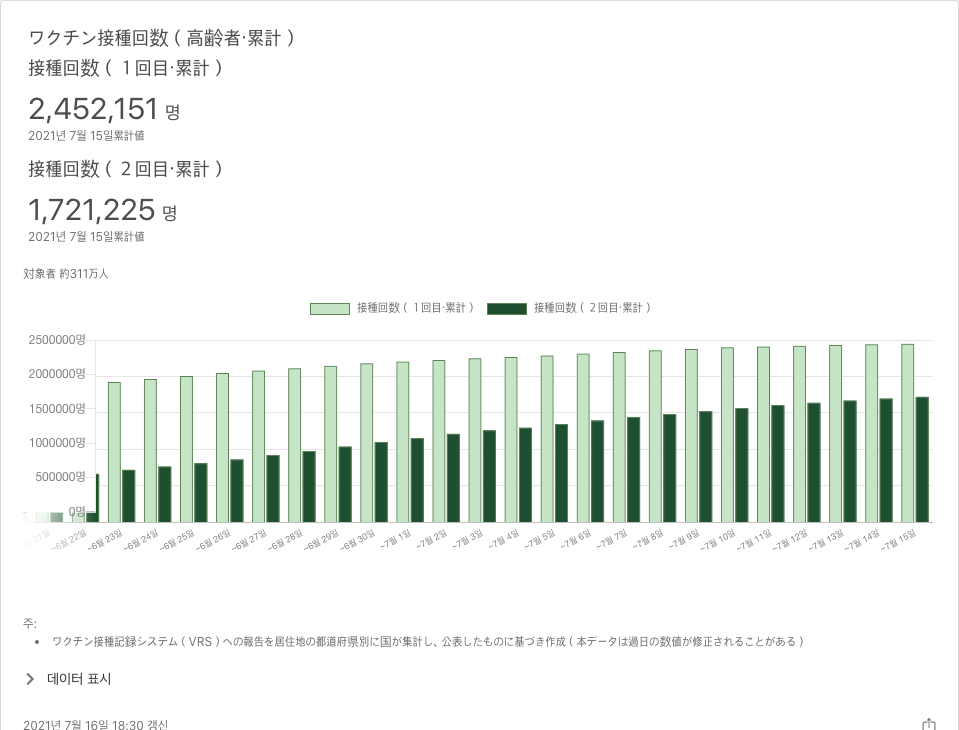 ワクチン接種回数（高齢者·累計）
接種回数（１回目·累計）
2,452,151 명
2021년 7월 15일累計値
接種回数（２回目·累計）
1,721,225 명
2021년 7월 15일累計値
対象者 約311万人
接種回数（１回目·累計） 接種回数（２回目·累計）
2500000명
2000000명
1500000명
1000000명
500000명
0명
~6월 22일 ~6월 23일 ~6월 24일 ~6월 25일 ~6월 26일 ~6월 27일 ~6월 28일 ~6월 29일 ~6월 30일 ~7월 1일 ~7월 2일 ~7월 3일 ~7월 4일 ~7월 5일 ~7월 6일 ~7월 7일 ~7월 8일 ~7월 9일 ~7월 10일 ~7월 11일 ~7월 12일 ~7월 13일 ~7월 14일 ~7월 15일
주:
• ワクチン接種記録システム（VRS）への報告を居住地の都道府県別に国が集計し、公表したものに基づき作成（本データは過日の数値が修正されることがある）
데이터 표시
2021년 7월 16일 18:30 갱신